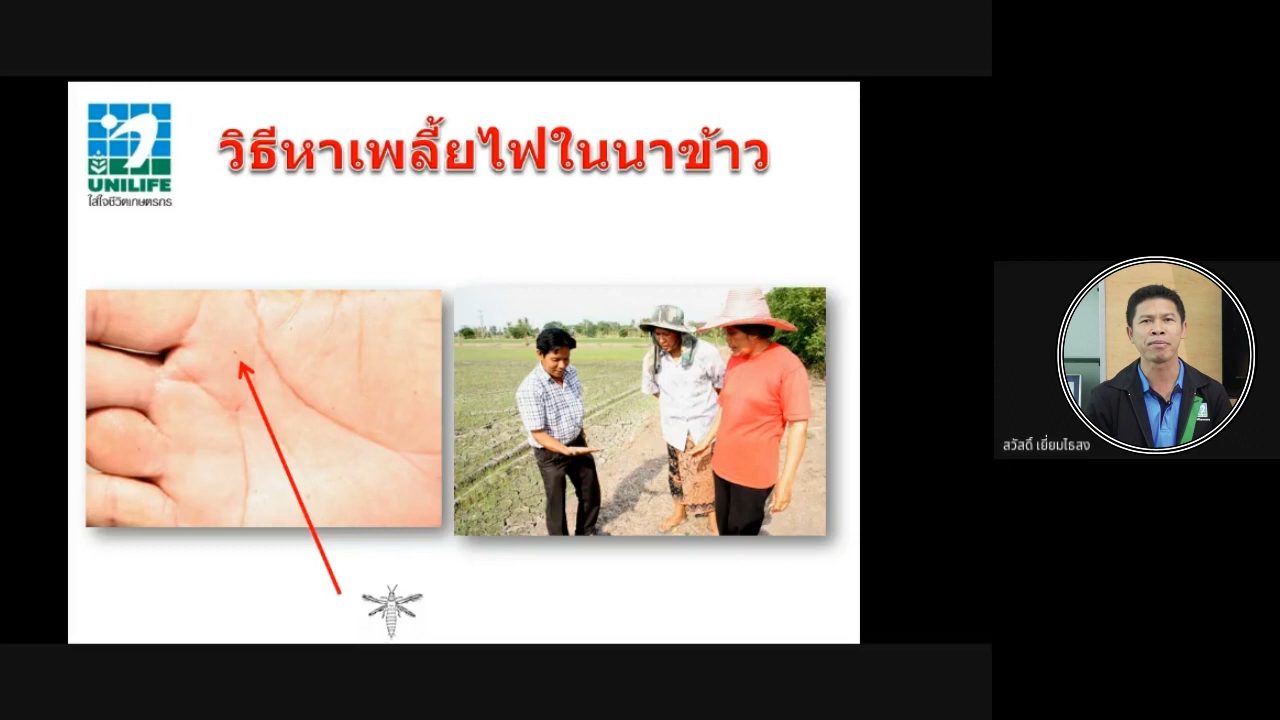 วิธีหาเพลี้ยไฟในนาข้าว
UNILIFE
ใส่ใจชีวิตเกษตรกร
สวัสดิ์ เยี่ยมไธสง